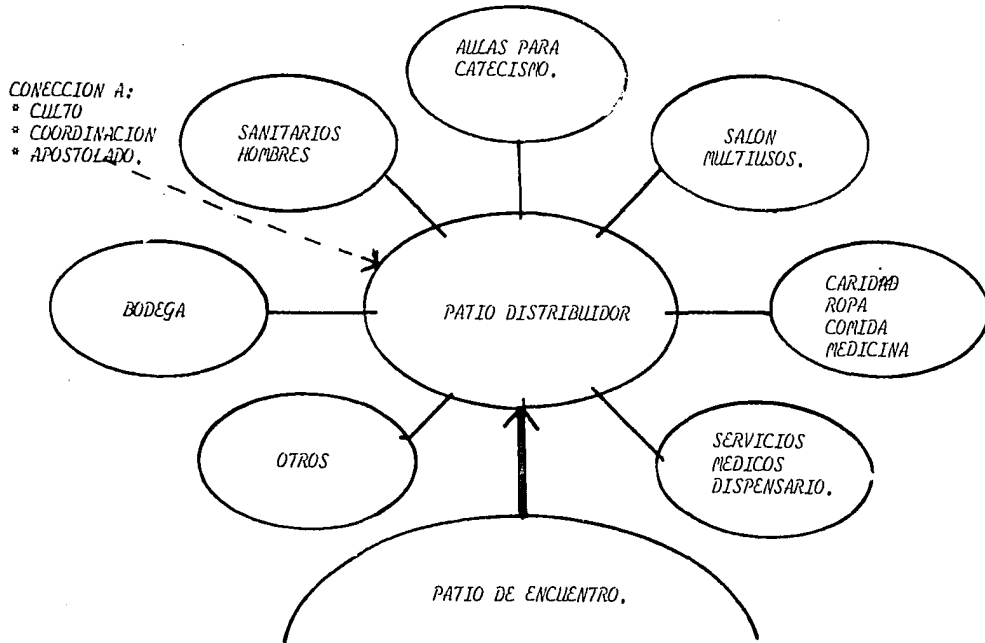 AULAS PARA
CATECISMO.
CONECCION A:
* CULTO
* COORDINACION
* APOSTOLADO.
SANITARIOS
HOMBRES
SALON
MULTIUSOS.
BODEGA
PATIO DISTRIBUIDOR
CARIDAD
ROPA
COMIDA
MEDICINA
OTROS
SERVICIOS
MEDICOS
DISPENSARIO.
PATIO DE ENCUENTRO.